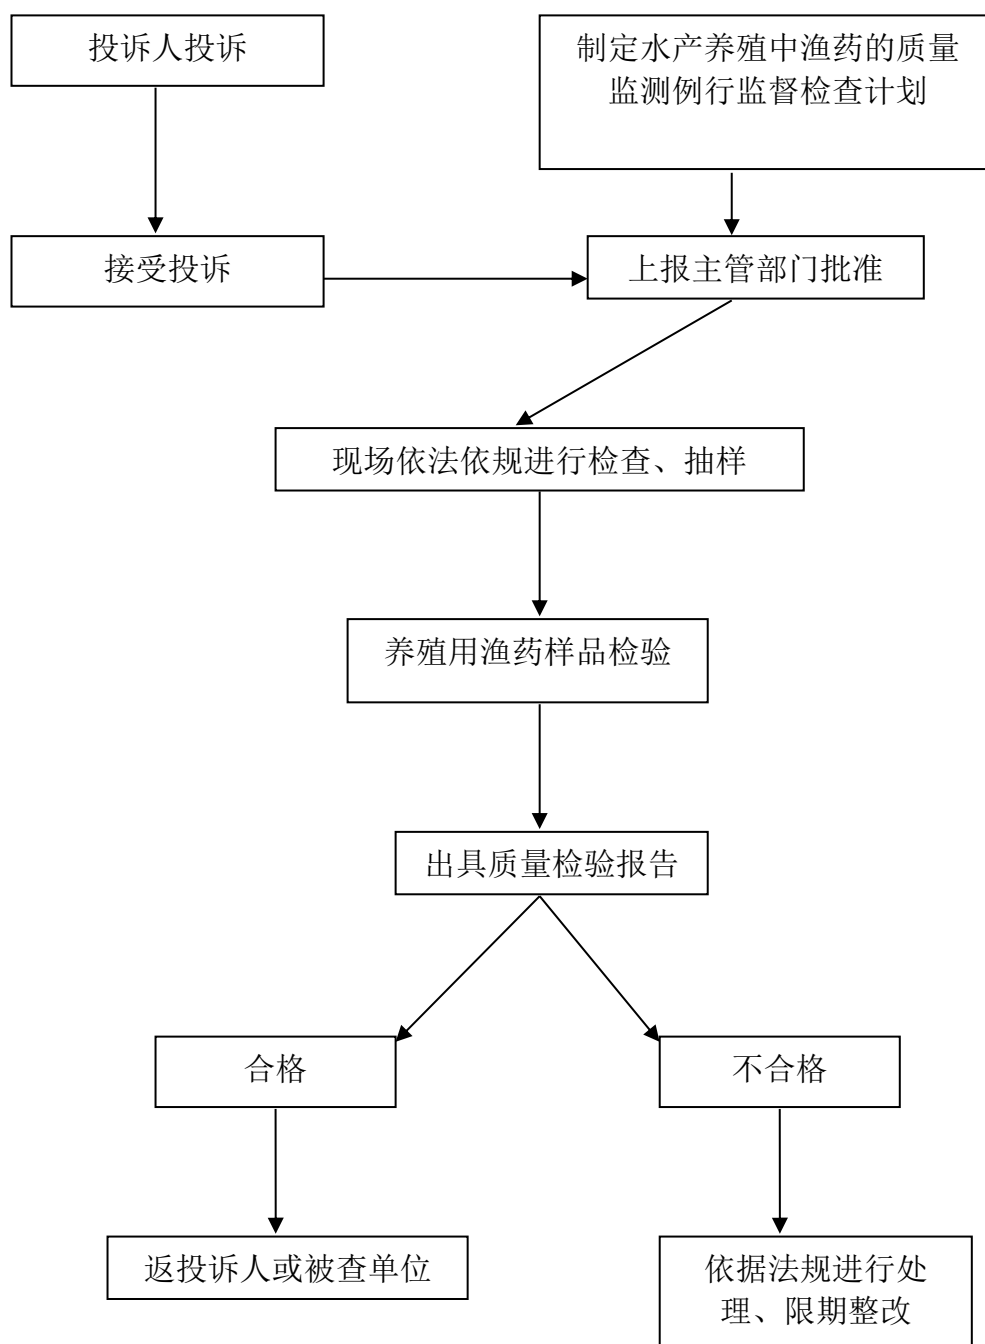 投诉人投诉
制定水产养殖中渔药的质量
监测例行监督检查计划
接受投诉
上报主管部门批准
现场依法依规进行检查、抽样
养殖用渔药样品检验
出具质量检验报告
合格
不合格
返投诉人或被查单位
依据法规进行处
理、限期整改